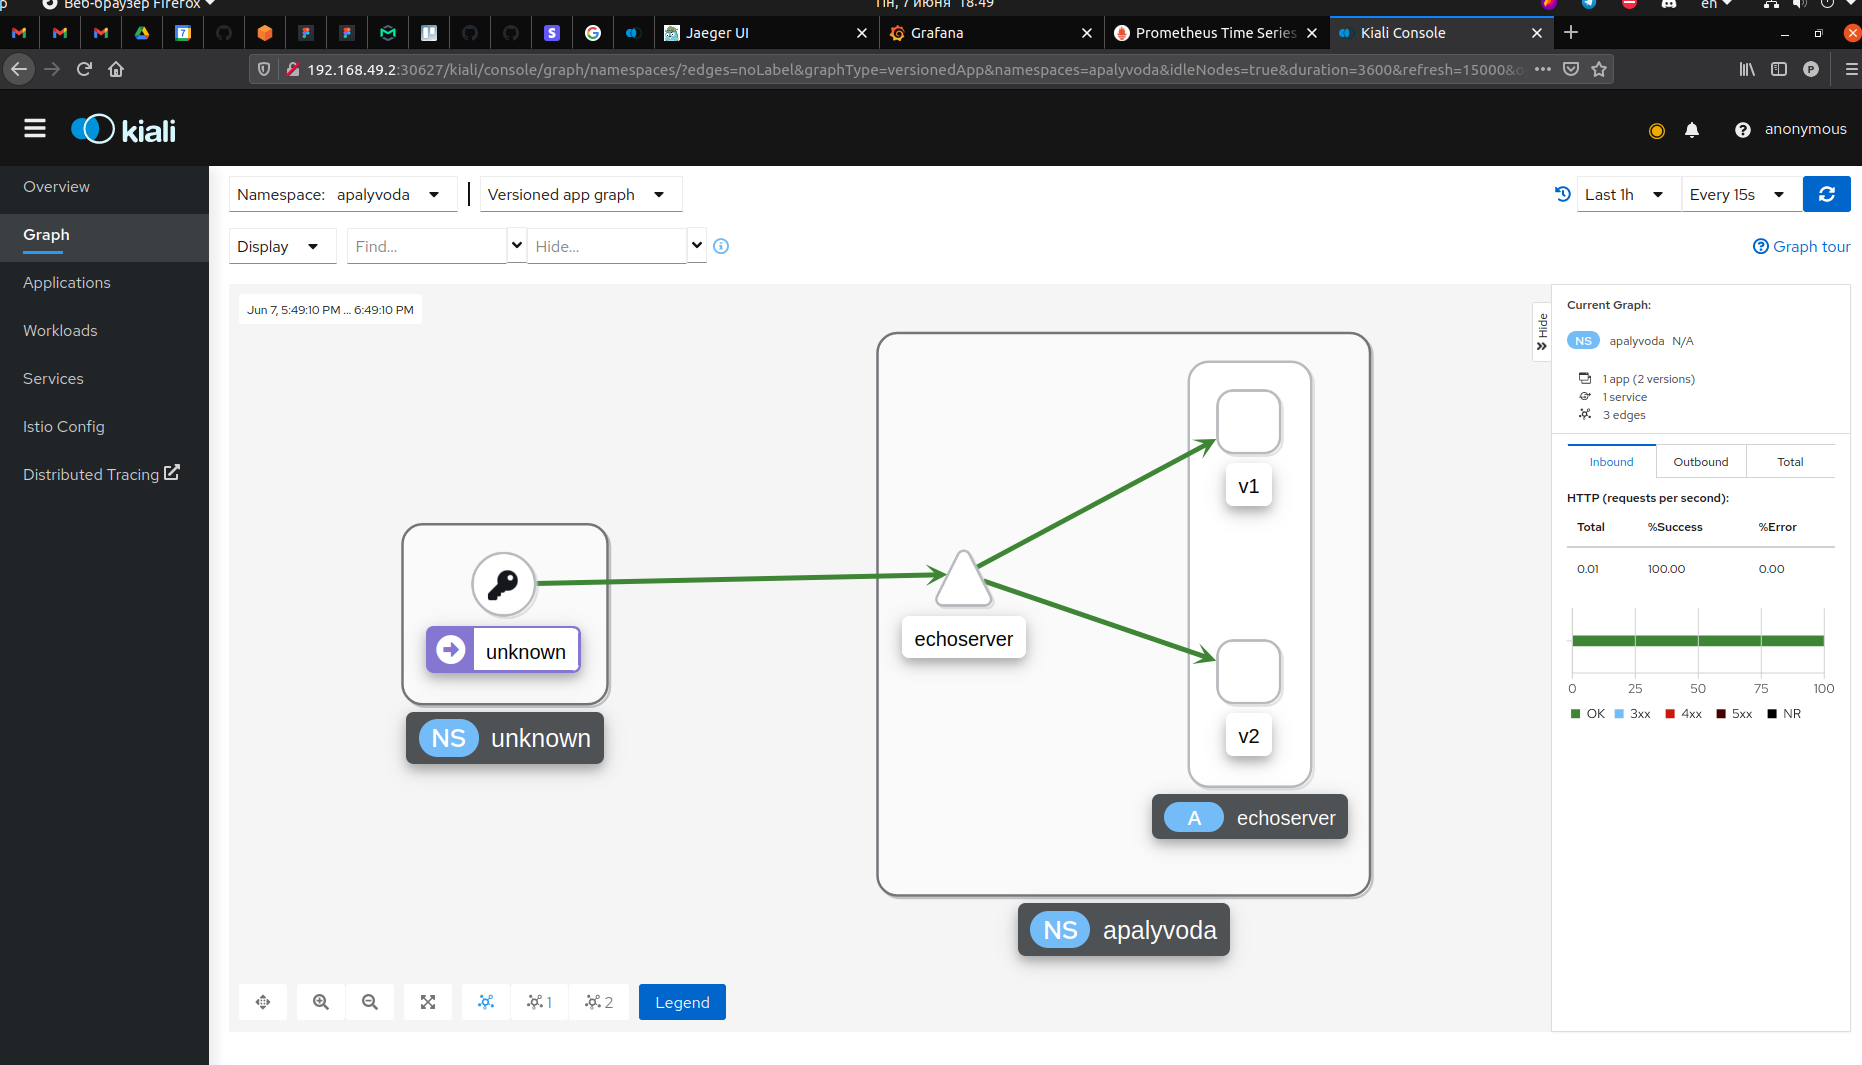 Веб-браузер Firefox
Пн, 7 июня 18:49
en
Jaeger UI
Grafana
Prometheus Time Series
Kiali Console
192.168.49.2:30627/kiali/console/graph/namespaces/?edges=noLabel&graphType=versionedApp&namespaces=apalyvoda&idleNodes=true&duration=3600&refresh=15000&o
kiali
anonymous
Overview
Graph
Applications
Workloads
Services
Istio Config
Distributed Tracing
Namespace: apalyvoda
Versioned app graph
Last 1h
Every 15s
Display
Find...
Hide...
Graph tour
Jun 7, 5:49:10 PM ... 6:49:10 PM
unknown
NS unknown
echoserver
v1
v2
A echoserver
NS apalyvoda
1
2
Legend
Hide
Current Graph:
NS apalyvoda N/A
1 app (2 versions)
1 service
3 edges
Inbound
Outbound
Total
HTTP (requests per second):
Total %Success %Error
0.01 100.00 0.00
0 25 50 75 100
OK 3xx 4xx 5xx NR